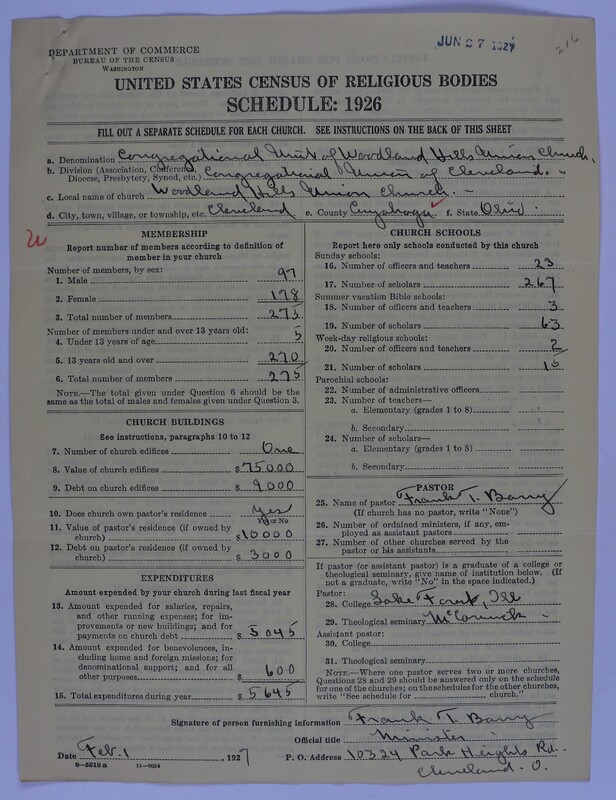 JUN 27 1927
216
DEPARTMENT OF COMMERCE
BUREAU OF THE CENSUS
WASHINGTON
UNITED STATES CENSUS OF RELIGIOUS BODIES
SCHEDULE: 1926
FILL OUT A SEPARATE SCHEDULE FOR EACH CHURCH. SEE INSTRUCTIONS ON THE BACK OF THIS SHEET
a. Denomination Congregational Unit of Woodland Hills Union Church.
b. Division (Association, Conference, Diocese, Presbytery, Synod, etc.) Congregational Union of Cleveland.
c. Local name of church Woodland Hills Union Church
d. City, town, village, or township, etc. Cleveland e. County Cuyahoga f. State Ohio
MEMBERSHIP
Report number of members according to definition of
member in your church
Number of members, by sex:
1. Male 97
2. Female 178
3. Total number of members 275
Number of members under and over 13 years old:
4. Under 13 years of age 5
5. 13 years old and over 270
6. Total number of members 275
NOTE.—The total given under Question 6 should be
same as the total of males and females given under Question 3.
CHURCH BUILDINGS
See instructions, paragraphs 10 to 12
7. Number of church edifices One
8. Value of church edifices $75000
9. Debt on church edifices $ 9000
10. Does church own pastor's residence Yes
Yes or No
11. Value of pastor's residence (if owned by
church) $10000
12. Debt on pastor's residence (if owned by
church) $ 3000
EXPENDITURES
Amount expended by your church during last fiscal year
13. Amount expended for salaries, repairs,
and other running expenses; for im-
provements or new buildings; and for
payments on church debt $ 5045
14. Amount expended for benevolences, in-
cluding home and foreign missions; for
denominational support; and for all
other purposes $ 600
15. Total expenditures during year $ 5645
CHURCH SCHOOLS
Report here only schools conducted by this church
Sunday schools:
16. Number of officers and teachers 23
17. Number of scholars 267
Summer vacation Bible schools:
18. Number of officers and teachers 3
19. Number of scholars 63
Week-day religious schools:
20. Number of officers and teachers 2
21. Number of scholars
Parochial schools:
22. Number of administrative officers
23. Number of teachers—
a. Elementary (grades 1 to 8)
b. Secondary
24. Number of scholars—
a. Elementary (grades 1 to 8)
b. Secondary
PASTOR
25. Name of pastor Frank T. Barry
(If church has no pastor, write "None")
26. Number of ordained ministers, if any, em-
ployed as assistant pastors
27. Number of other churches served by the
pastor or his assistants
If pastor (or assistant pastor) is a graduate of a college or
theological seminary, give name of institution below. (If
not a graduate, write "No" in the space indicated.)
Pastor:
28. College Lake Forest, Ill
29. Theological seminary McCormick
Assistant pastor:
30. College
31. Theological seminary
NOTE.—Where one pastor serves two or more churches,
Questions 28 and 29 should be answered only on the schedule
for one of the churches; on the schedules for the other churches,
write "See schedule for church."
Signature of person furnishing information Frank T. Barry
Official title Minister
Date Feb. 1, 1927 P. O. Address 10324 Park Heights Rd.
Cleveland. O.
8—5518a 11—9054